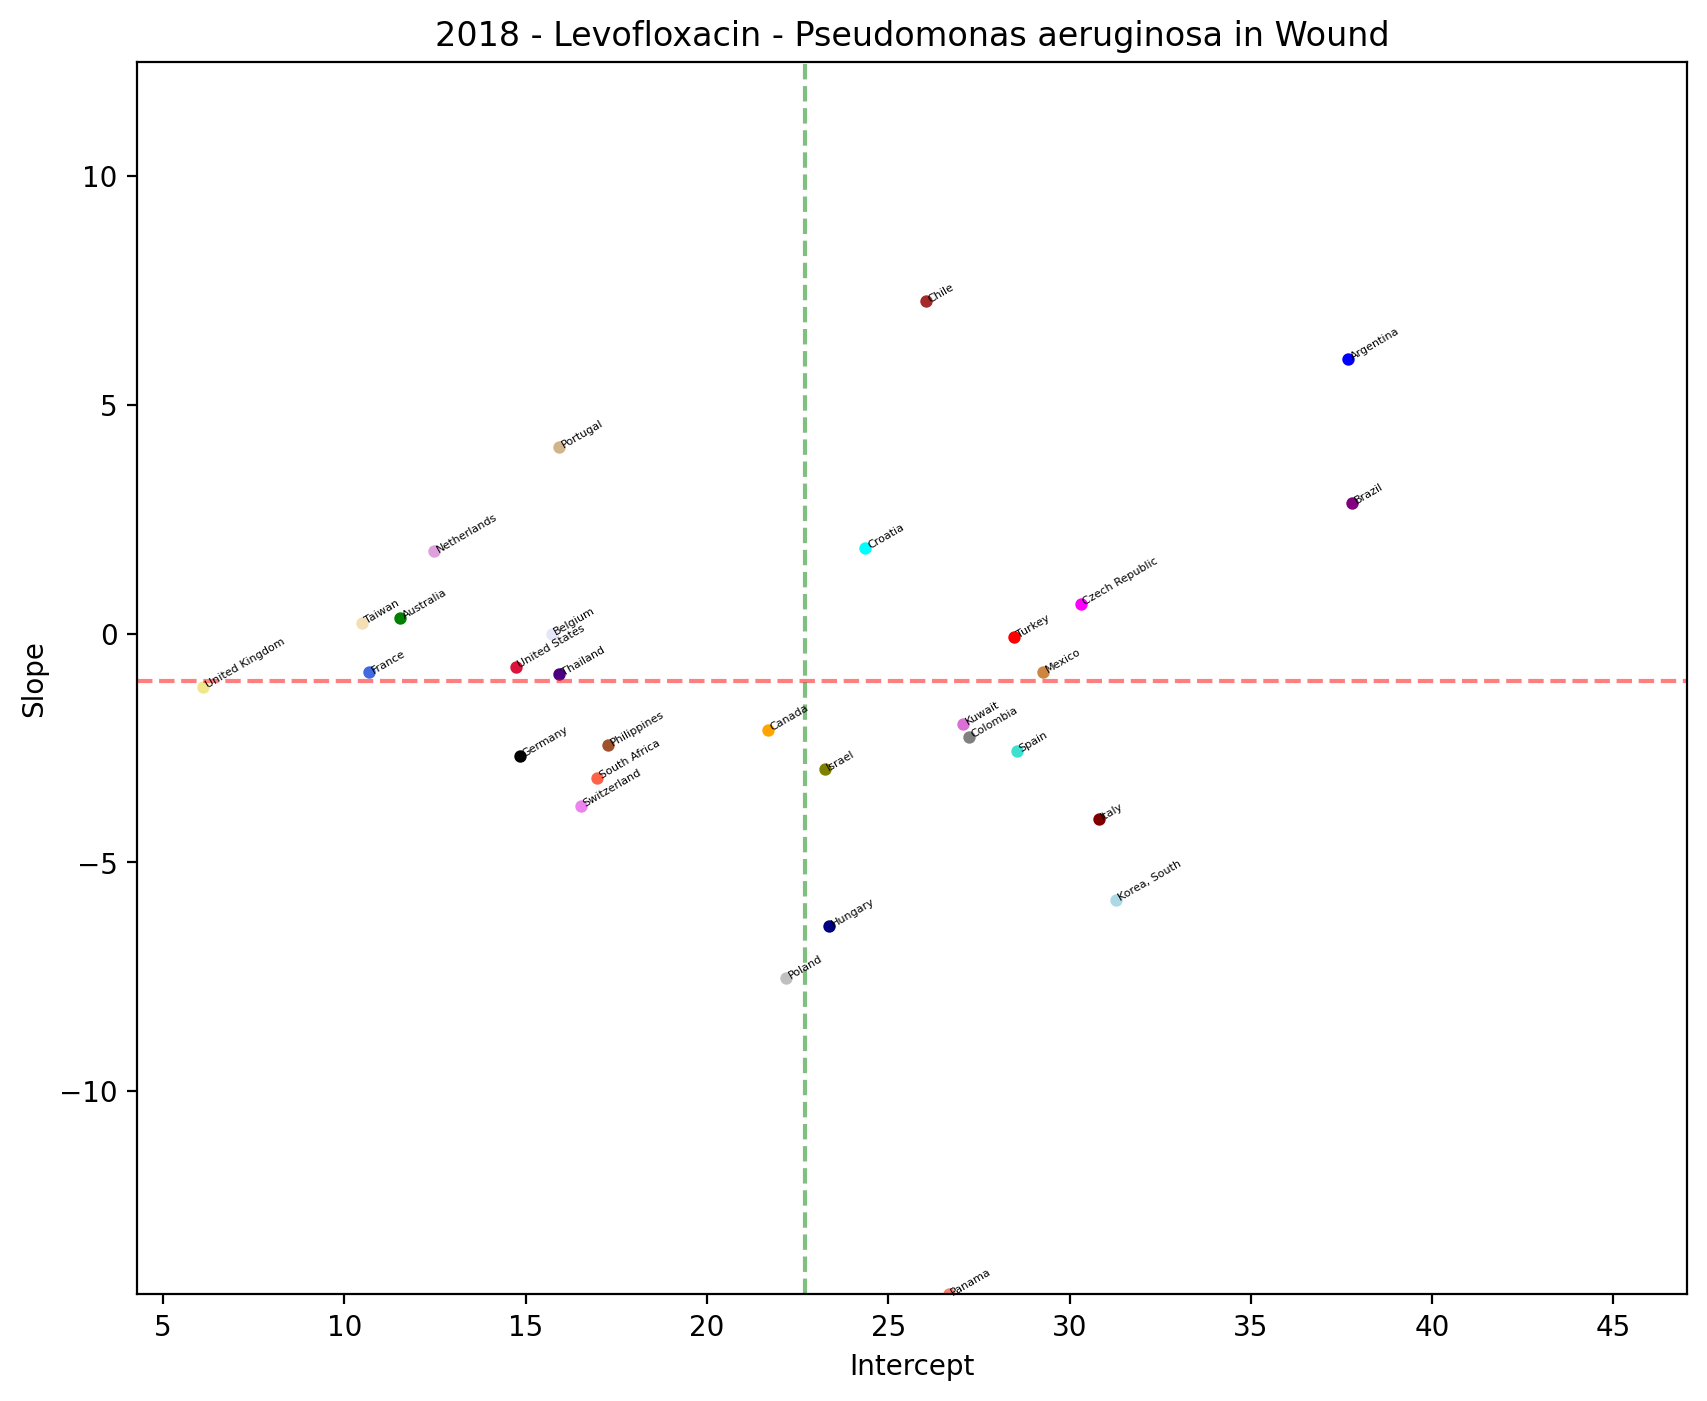 2018 - Levofloxacin - Pseudomonas aeruginosa in Wound
10
5
0
−5
−10
Slope
Chile
Argentina
Portugal
Brazil
Netherlands
Croatia
Czech Republic
Taiwan
Australia
Belgium
Turkey
United Kingdom
France
United States
Thailand
Mexico
Germany
Philippines
Canada
Kuwait
Colombia
South Africa
Israel
Spain
Switzerland
Italy
Korea, South
Hungary
Poland
Panama
5
10
15
20
25
30
35
40
45
Intercept